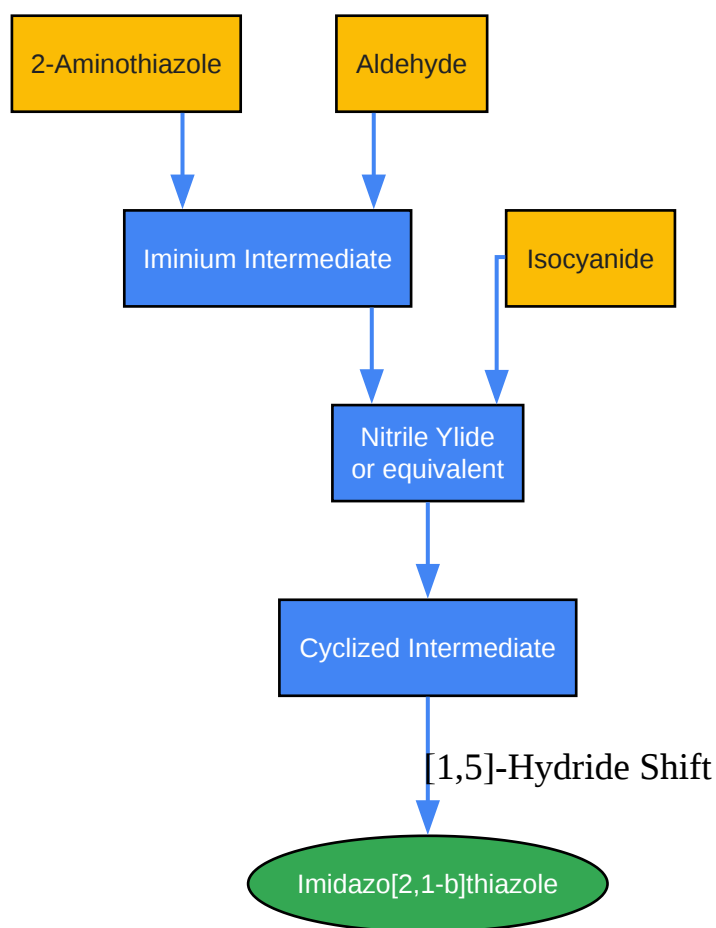 2-Aminothiazole
Aldehyde
Iminium Intermediate
Isocyanide
Nitrile Ylide
or equivalent
Cyclized Intermediate
[1,5]-Hydride Shift
Imidazo[2,1-b]thiazole